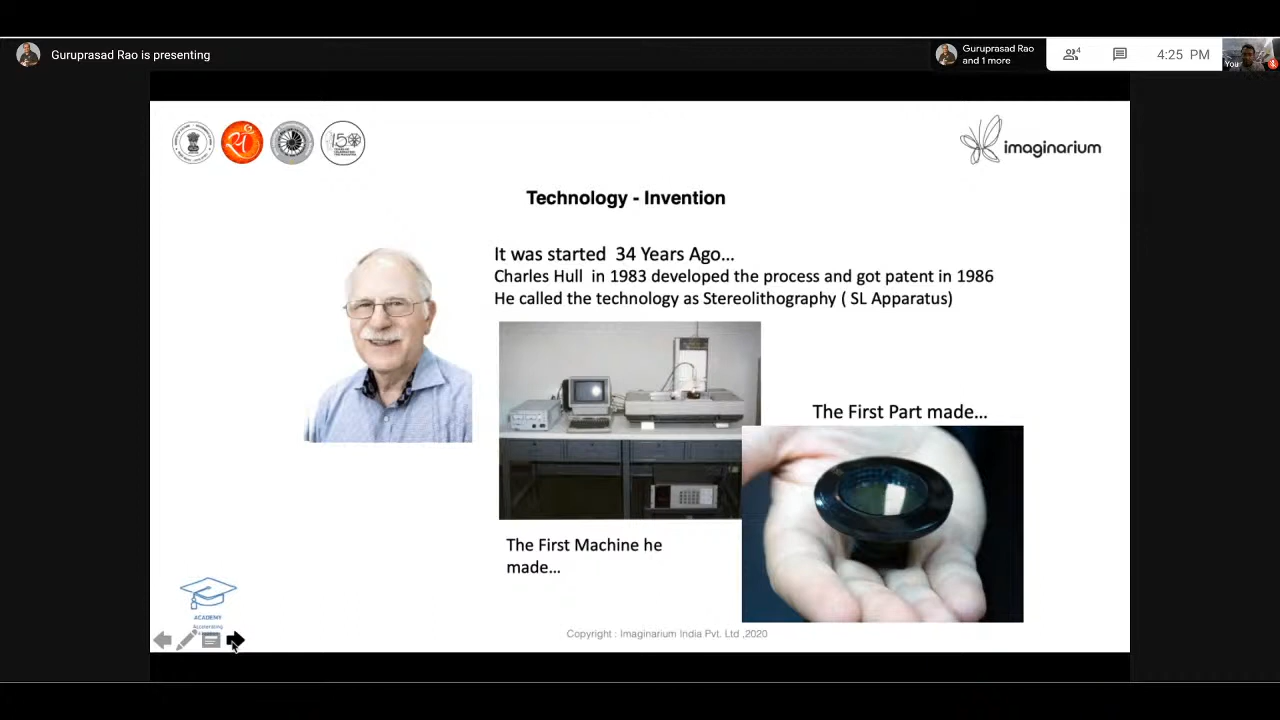 Guruprasad Rao is presenting
Guruprasad Rao
and 1 more
4
4:25 PM
You
150
imaginarium
Technology - Invention
It was started 34 Years Ago...
Charles Hull in 1983 developed the process and got patent in 1986
He called the technology as Stereolithography ( SL Apparatus)
The First Part made...
The First Machine he
made...
ACADEMY
Accelerating
Copyright : Imaginarium India Pvt. Ltd ,2020